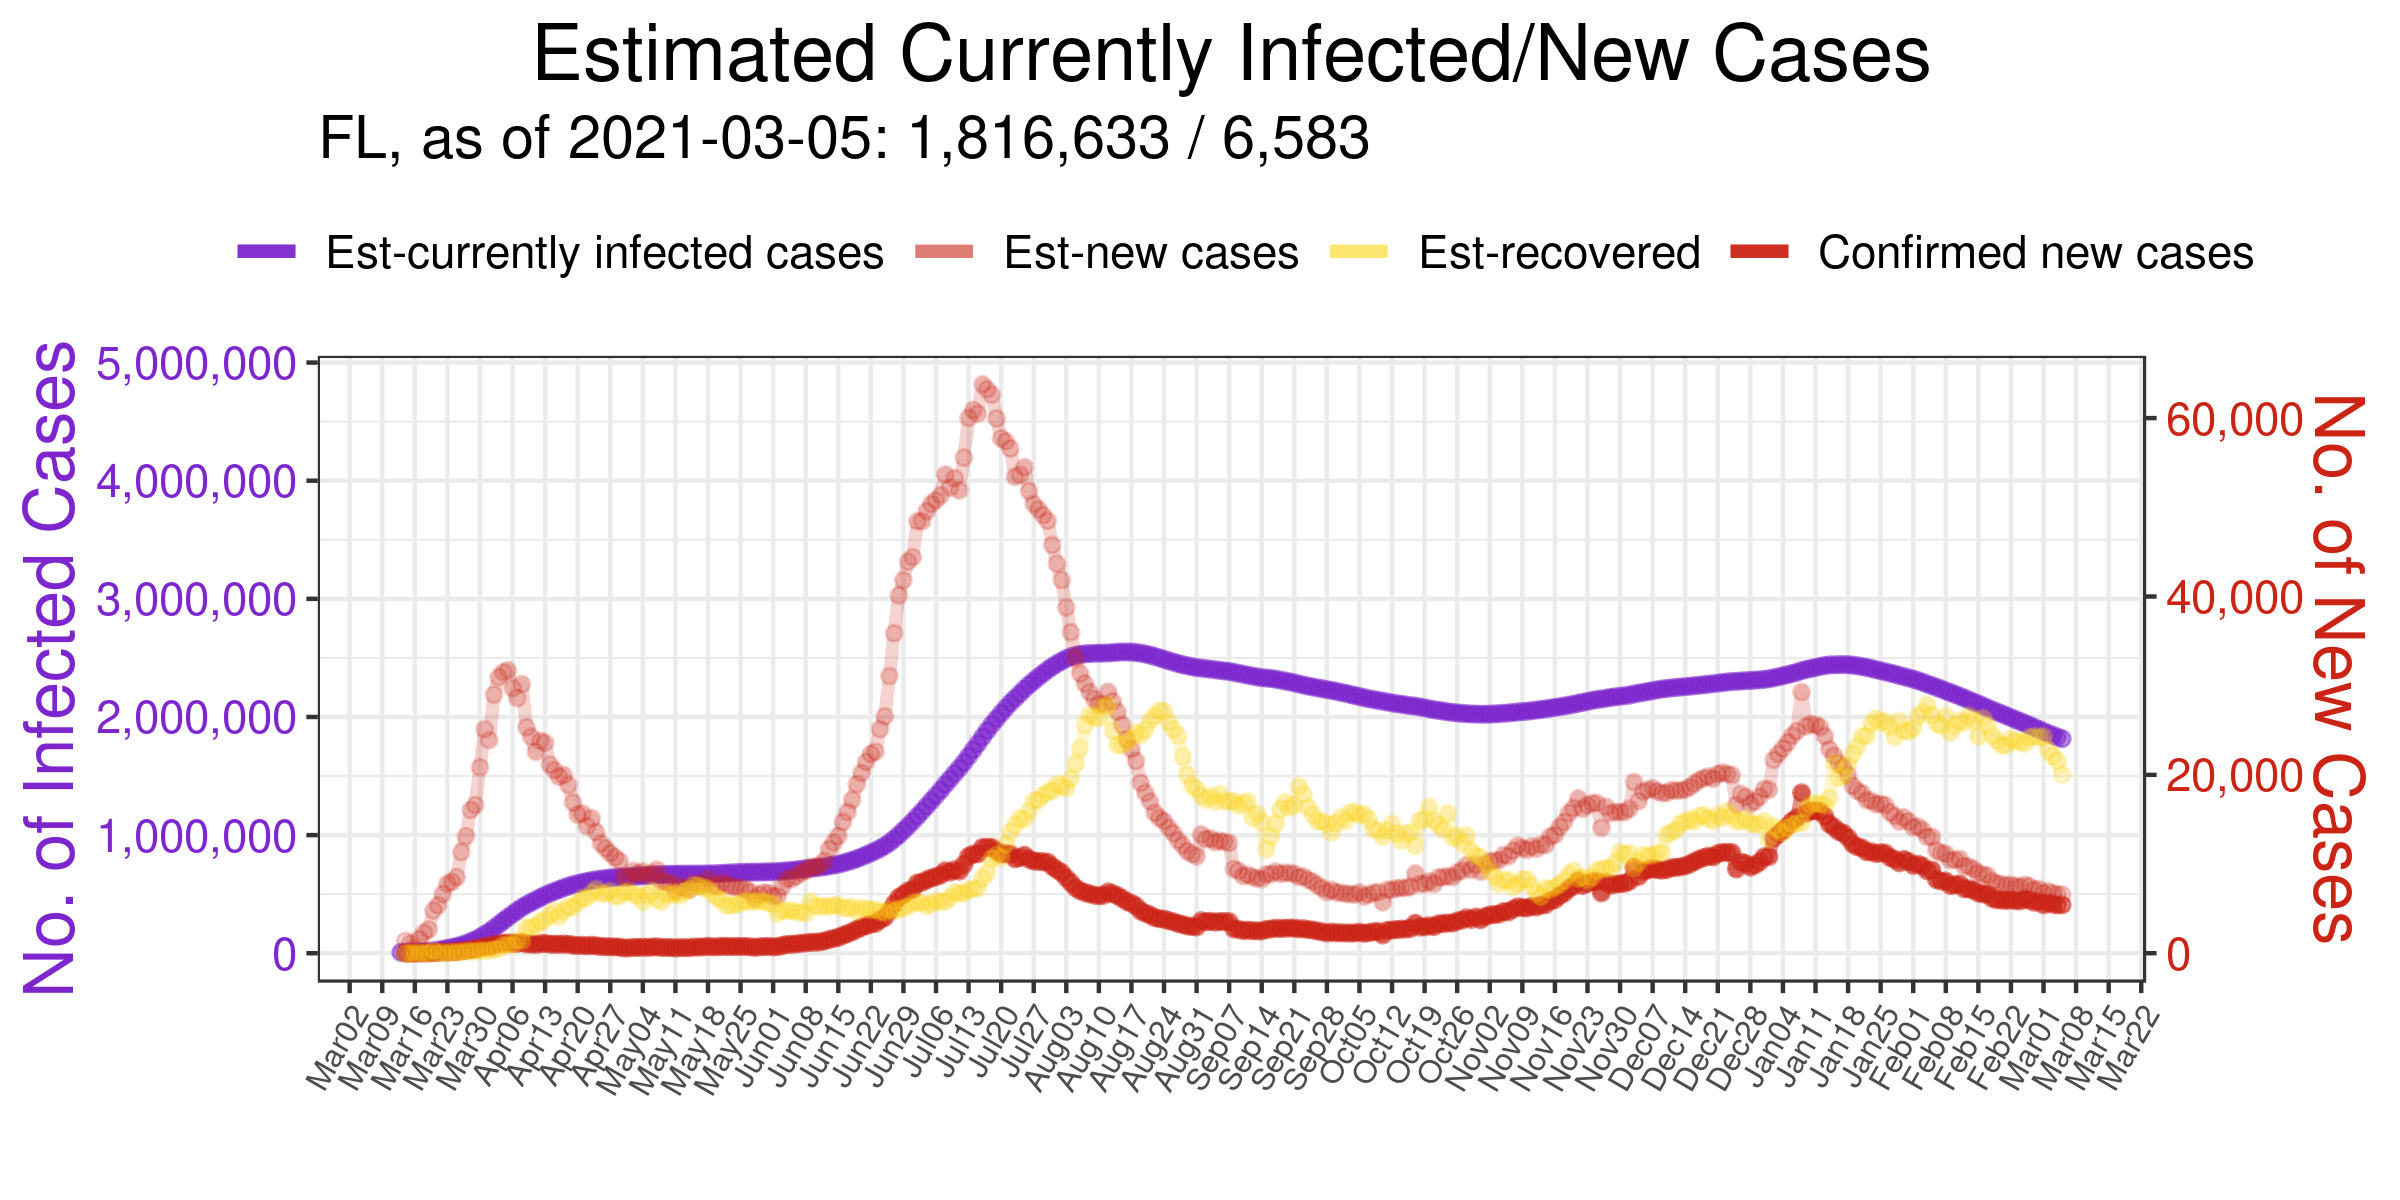 Estimated Currently Infected/New Cases
FL, as of 2021-03-05: 1,816,633 / 6,583
Est-currently infected cases Est-new cases Est-recovered Confirmed new cases
No. of Infected Cases
5,000,000
4,000,000
3,000,000
2,000,000
1,000,000
0
60,000
40,000
20,000
0
No. of New Cases
Mar02 Mar09 Mar16 Mar23 Mar30 Apr06 Apr13 Apr20 Apr27 May04 May11 May18 May25 Jun01 Jun08 Jun15 Jun22 Jun29 Jul06 Jul13 Jul20 Jul27 Aug03 Aug10 Aug17 Aug24 Aug31 Sep07 Sep14 Sep21 Sep28 Oct05 Oct12 Oct19 Oct26 Nov02 Nov09 Nov16 Nov23 Nov30 Dec07 Dec14 Dec21 Dec28 Jan04 Jan11 Jan18 Jan25 Feb01 Feb08 Feb15 Feb22 Mar01 Mar08 Mar15 Mar22